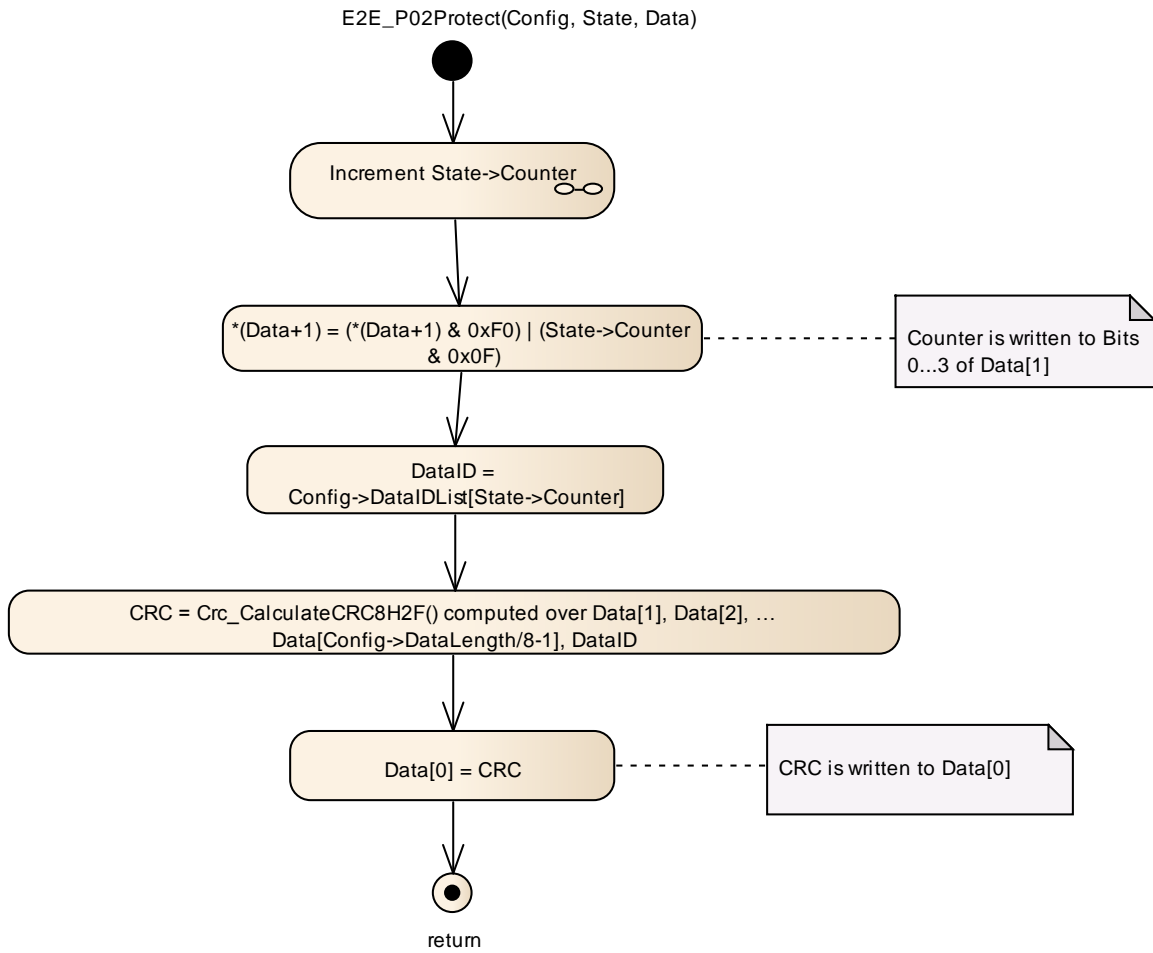 E2E_P02Protect(Config, State, Data)
Increment State->Counter
*(Data+1) = (*(Data+1) & 0xF0) | (State->Counter
& 0x0F)
Counter is written to Bits
0...3 of Data[1]
DataID =
Config->DataIDList[State->Counter]
CRC = Crc_CalculateCRC8H2F() computed over Data[1], Data[2], …
Data[Config->DataLength/8-1], DataID
Data[0] = CRC
CRC is written to Data[0]
return